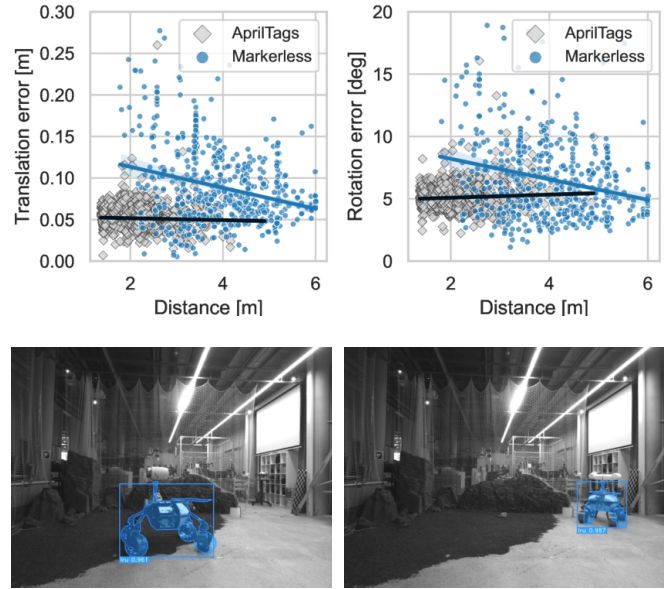 0.30
0.25
0.20
0.15
0.10
0.05
0.00
Translation error [m]
AprilTags
Markerless
2
4
6
Distance [m]
20
15
10
5
0
Rotation error [deg]
AprilTags
Markerless
2
4
6
Distance [m]